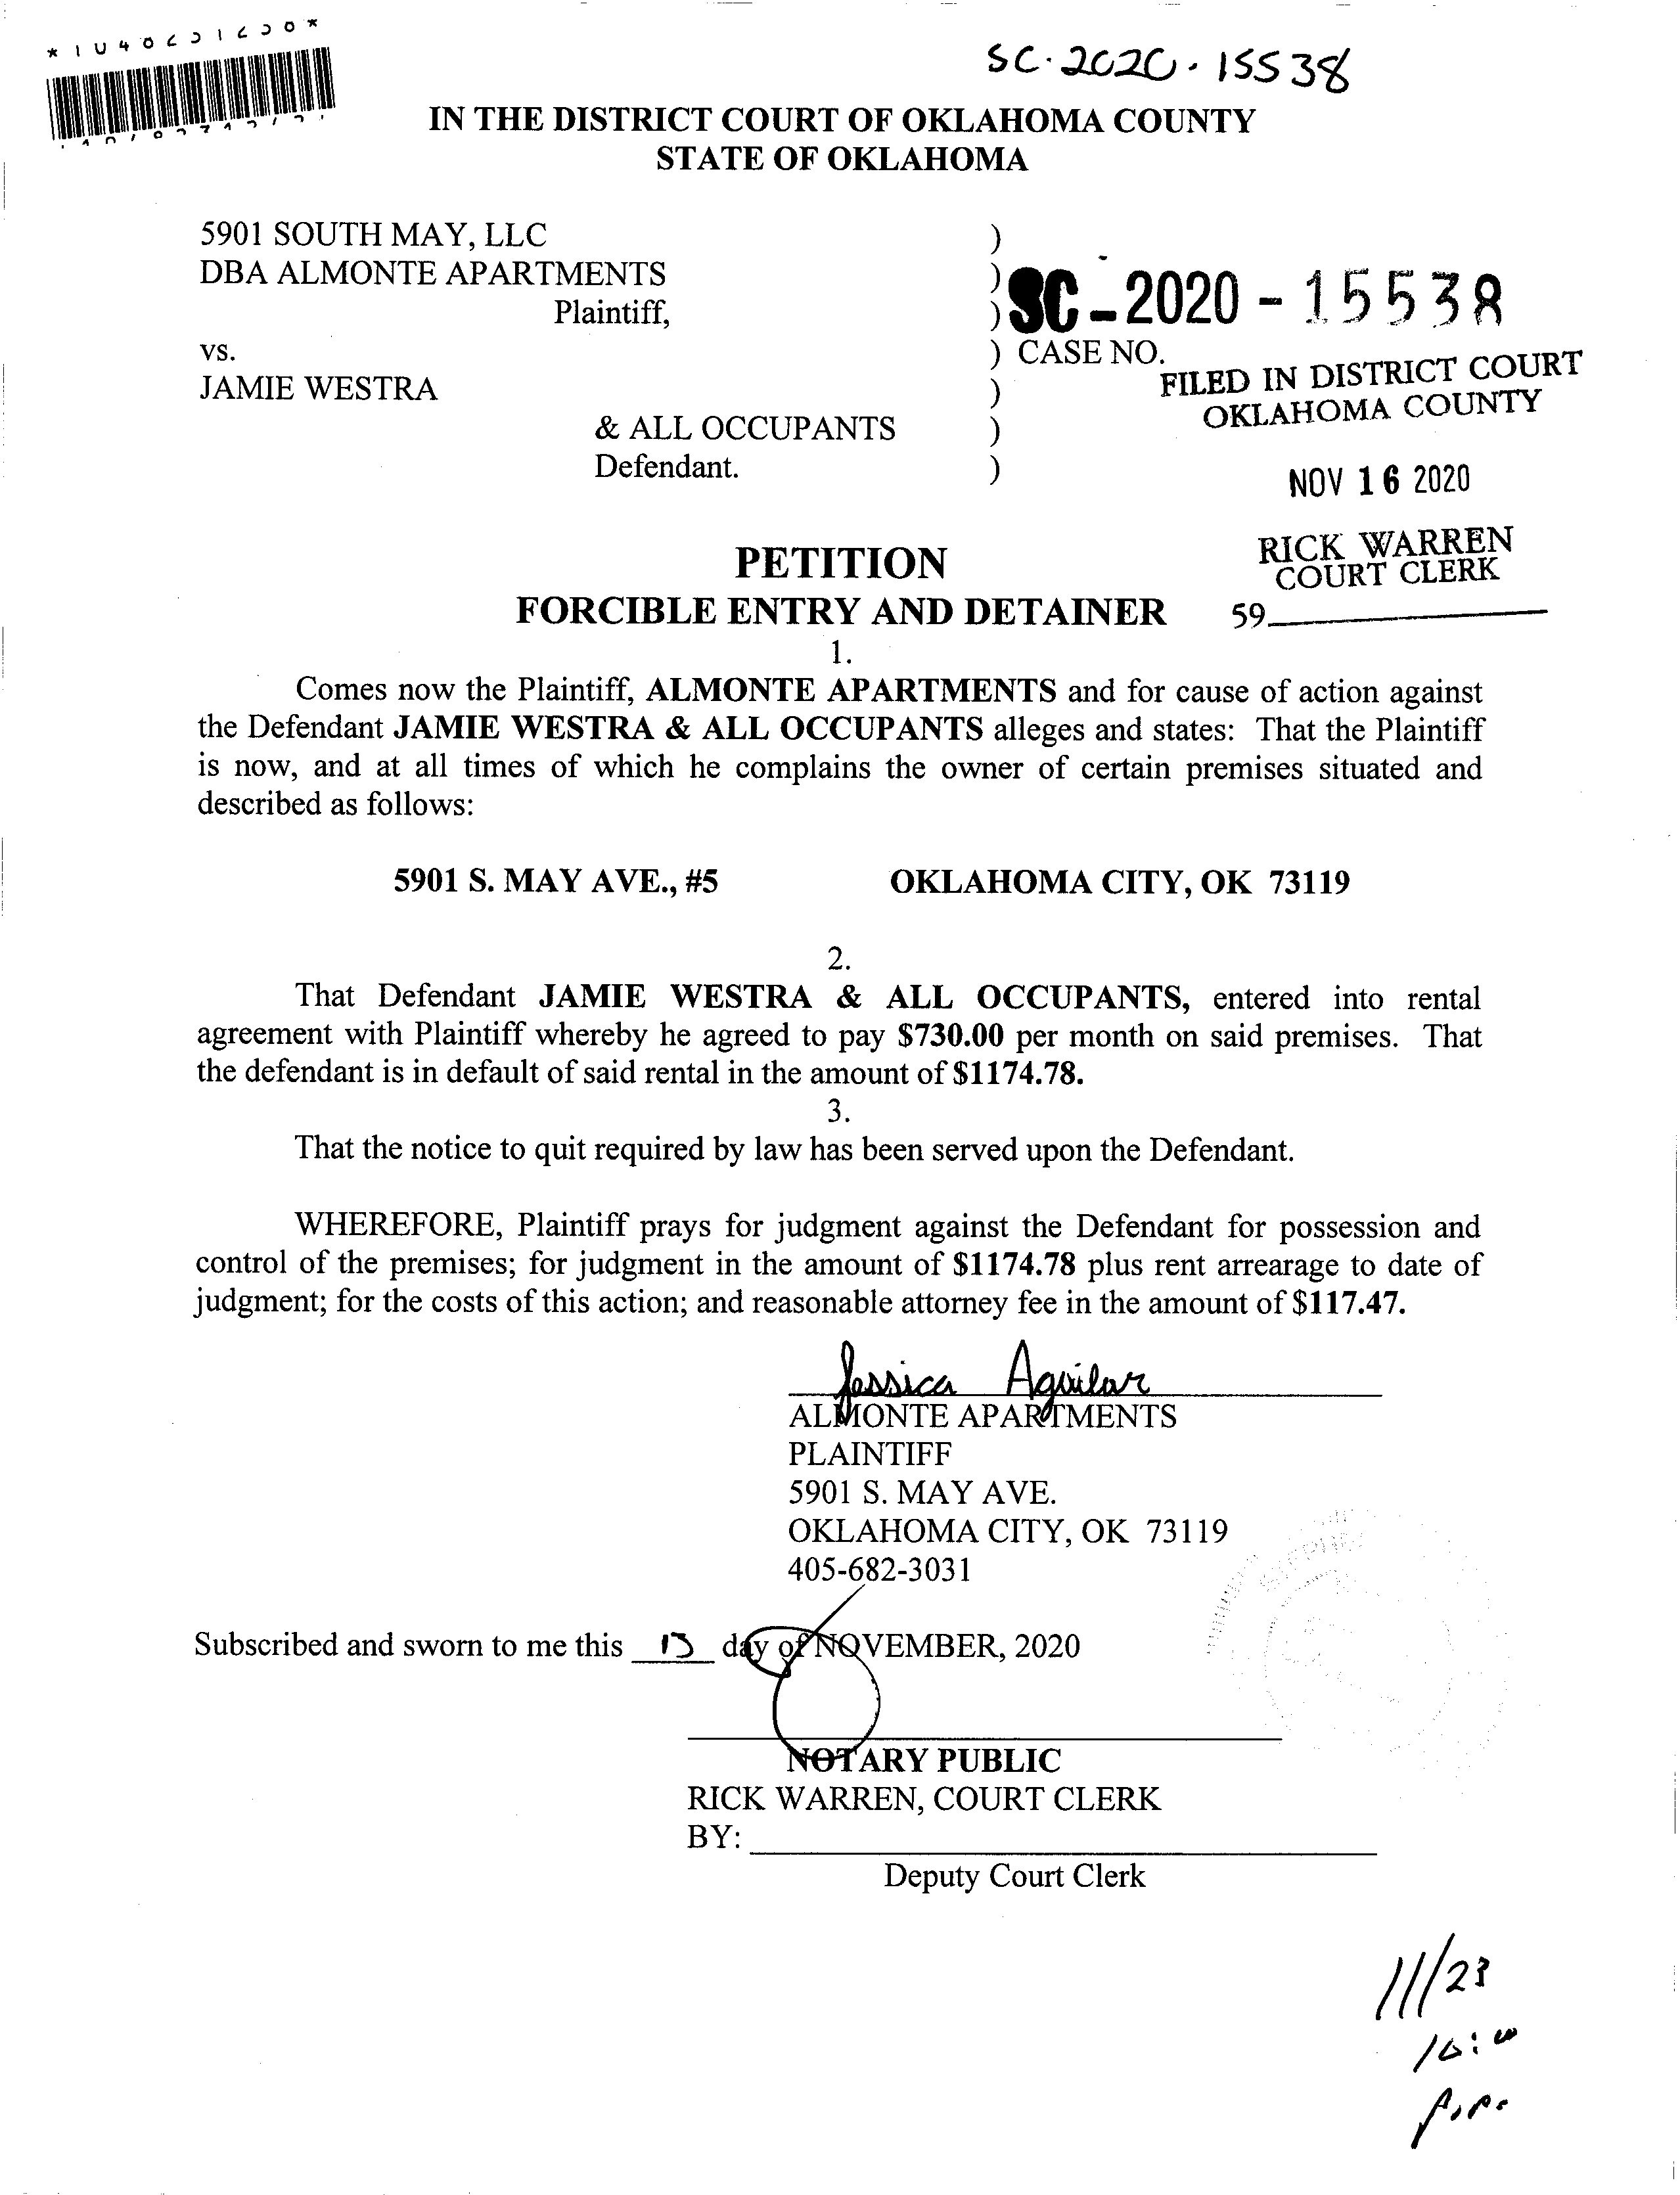 SC-2020-15538
IN THE DISTRICT COURT OF OKLAHOMA COUNTY
STATE OF OKLAHOMA
5901 SOUTH MAY, LLC )
DBA ALMONTE APARTMENTS ) SC-2020-15538
Plaintiff, )
vs. ) CASE NO.
JAMIE WESTRA )
FILED IN DISTRICT COURT
OKLAHOMA COUNTY
& ALL OCCUPANTS )
Defendant. )
NOV 16 2020
RICK WARREN
COURT CLERK
59
PETITION
FORCIBLE ENTRY AND DETAINER
1.
Comes now the Plaintiff, ALMONTE APARTMENTS and for cause of action against
the Defendant JAMIE WESTRA & ALL OCCUPANTS alleges and states: That the Plaintiff
is now, and at all times of which he complains the owner of certain premises situated and
described as follows:
5901 S. MAY AVE., #5 OKLAHOMA CITY, OK 73119
2.
That Defendant JAMIE WESTRA & ALL OCCUPANTS, entered into rental
agreement with Plaintiff whereby he agreed to pay $730.00 per month on said premises. That
the defendant is in default of said rental in the amount of $1174.78.
3.
That the notice to quit required by law has been served upon the Defendant.
WHEREFORE, Plaintiff prays for judgment against the Defendant for possession and
control of the premises; for judgment in the amount of $1174.78 plus rent arrearage to date of
judgment; for the costs of this action; and reasonable attorney fee in the amount of $117.47.
Jessica Aguilar
ALMONTE APARTMENTS
PLAINTIFF
5901 S. MAY AVE.
OKLAHOMA CITY, OK 73119
405-682-3031
Subscribed and sworn to me this 13 day of NOVEMBER, 2020
NOTARY PUBLIC
RICK WARREN, COURT CLERK
BY:
Deputy Court Clerk
11/23